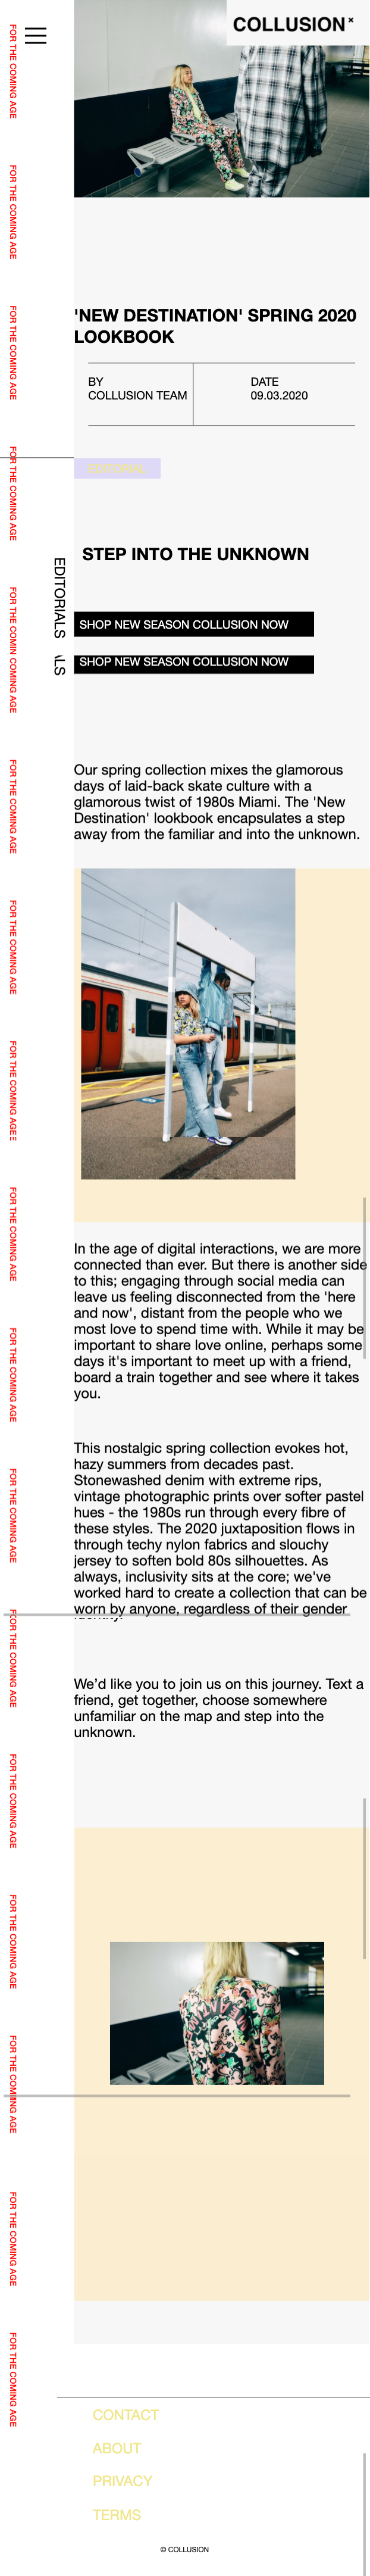 COLLUSION×
'NEW DESTINATION' SPRING 2020
LOOKBOOK
BY
COLLUSION TEAM
DATE
09.03.2020
EDITORIAL
STEP INTO THE UNKNOWN
EDITORIALS
ALS
SHOP NEW SEASON COLLUSION NOW
SHOP NEW SEASON COLLUSION NOW
Our spring collection mixes the glamorous
days of laid-back skate culture with a
glamorous twist of 1980s Miami. The 'New
Destination' lookbook encapsulates a step
away from the familiar and into the unknown.
In the age of digital interactions, we are more
connected than ever. But there is another side
to this; engaging through social media can
leave us feeling disconnected from the 'here
and now', distant from the people who we
most love to spend time with. While it may be
important to share love online, perhaps some
days it's important to meet up with a friend,
board a train together and see where it takes
you.
This nostalgic spring collection evokes hot,
hazy summers from decades past.
Stonewashed denim with extreme rips,
vintage photographic prints over softer pastel
hues - the 1980s run through every fibre of
these styles. The 2020 juxtaposition flows in
through techy nylon fabrics and slouchy
jersey to soften bold 80s silhouettes. As
always, inclusivity sits at the core; we've
worked hard to create a collection that can be
worn by anyone, regardless of their gender
We'd like you to join us on this journey. Text a
friend, get together, choose somewhere
unfamiliar on the map and step into the
unknown.
CONTACT
ABOUT
PRIVACY
TERMS
© COLLUSION
FOR THE COMING AGE
FOR THE COMING AGE
FOR THE COMING AGE
FOR THE COMING AGE
FOR THE COMIN COMING AGE
FOR THE COMING AGE
FOR THE COMING AGE
FOR THE COMING AGE
FOR THE COMING AGE
FOR THE COMING AGE
FOR THE COMING AGE
FOR THE COMING AGE
FOR THE COMING AGE
FOR THE COMING AGE
FOR THE COMING AGE
FOR THE COMING AGE
FOR THE COMING AGE